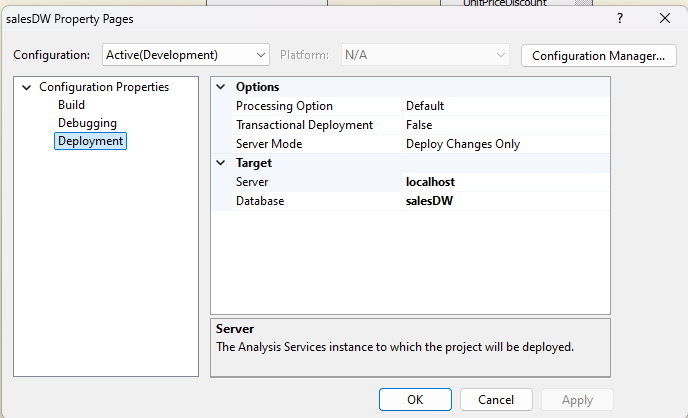 UnitPriceDiscount
salesDW Property Pages
Configuration: Active(Development) Platform: N/A Configuration Manager...
Configuration Properties
Build
Debugging
Deployment
Options
Processing Option Default
Transactional Deployment False
Server Mode Deploy Changes Only
Target
Server localhost
Database salesDW
Server
The Analysis Services instance to which the project will be deployed.
OK Cancel Apply